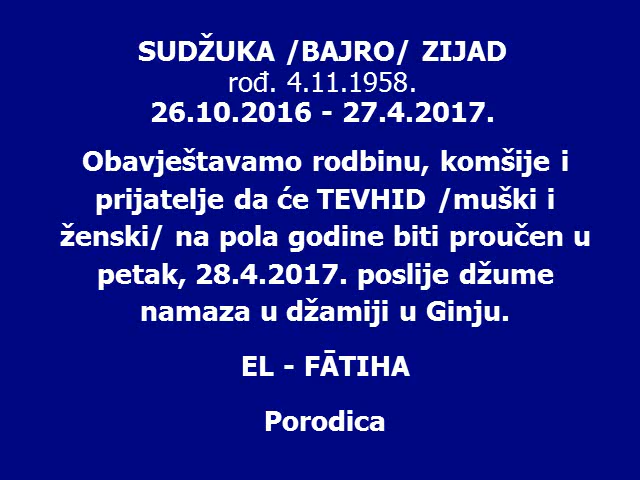 SUDŽUKA /BAJRO/ ZIJAD
rođ. 4.11.1958.
26.10.2016 - 27.4.2017.
Obavještavamo rodbinu, komšije i
prijatelje da će TEVHID /muški i
ženski/ na pola godine biti proučen u
petak, 28.4.2017. poslije džume
namaza u džamiji u Ginju.
EL - FĀTIHA
Porodica